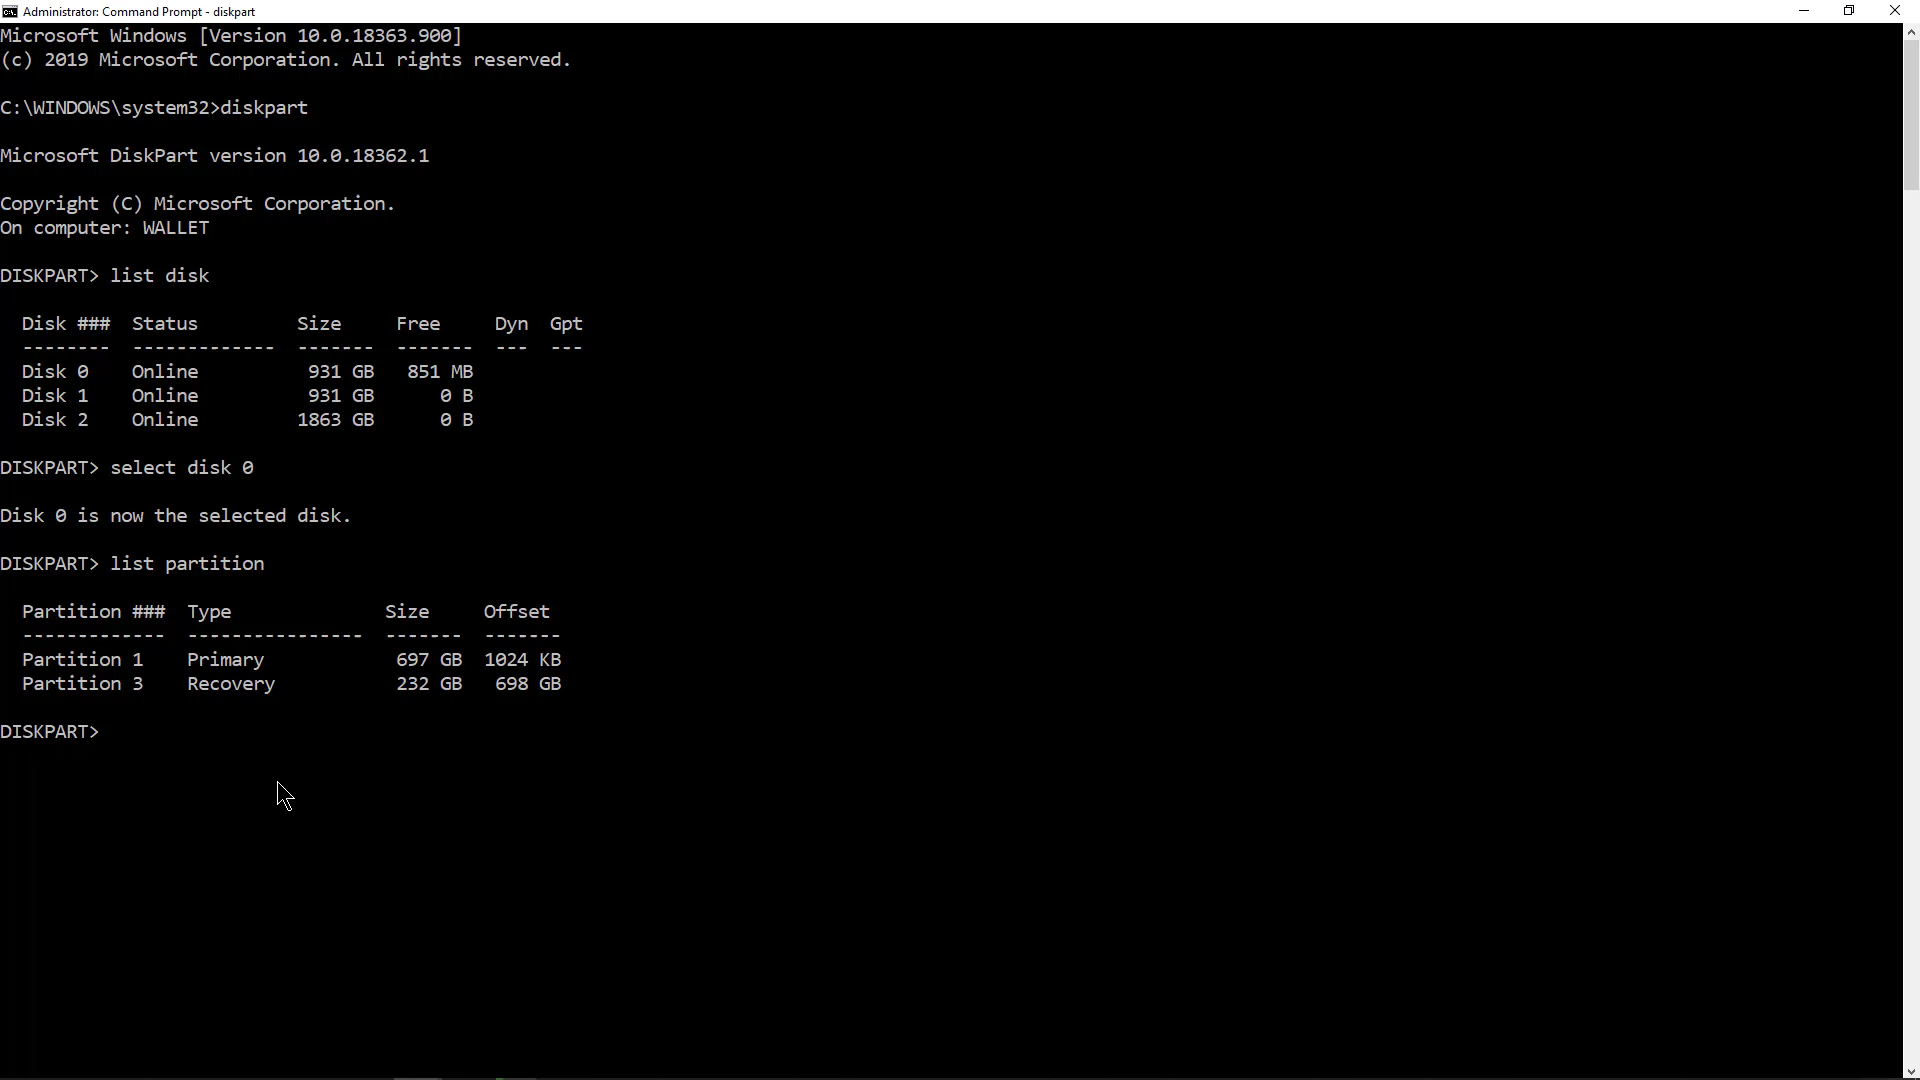 Administrator: Command Prompt - diskpart
Microsoft Windows [Version 10.0.18363.900]
(c) 2019 Microsoft Corporation. All rights reserved.
C:\WINDOWS\system32>diskpart
Microsoft DiskPart version 10.0.18362.1
Copyright (C) Microsoft Corporation.
On computer: WALLET
DISKPART> list disk
  Disk ###  Status         Size     Free     Dyn  Gpt
  --------  -------------  -------  -------  ---  ---
  Disk 0    Online          931 GB   851 MB
  Disk 1    Online          931 GB      0 B
  Disk 2    Online         1863 GB      0 B
DISKPART> select disk 0
Disk 0 is now the selected disk.
DISKPART> list partition
  Partition ###  Type              Size     Offset
  -------------  ----------------  -------  -------
  Partition 1    Primary            697 GB  1024 KB
  Partition 3    Recovery           232 GB   698 GB
DISKPART>